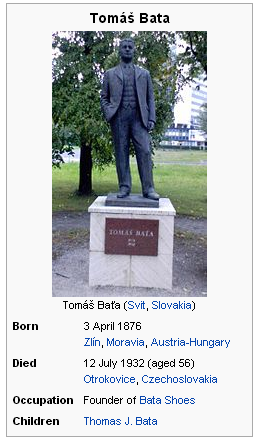 Tomáš Bata
TOMÁŠ BAŤA
Tomáš Baťa (Svit, Slovakia)
Born 3 April 1876
Zlín, Moravia, Austria-Hungary
Died 12 July 1932 (aged 56)
Otrokovice, Czechoslovakia
Occupation Founder of Bata Shoes
Children Thomas J. Bata